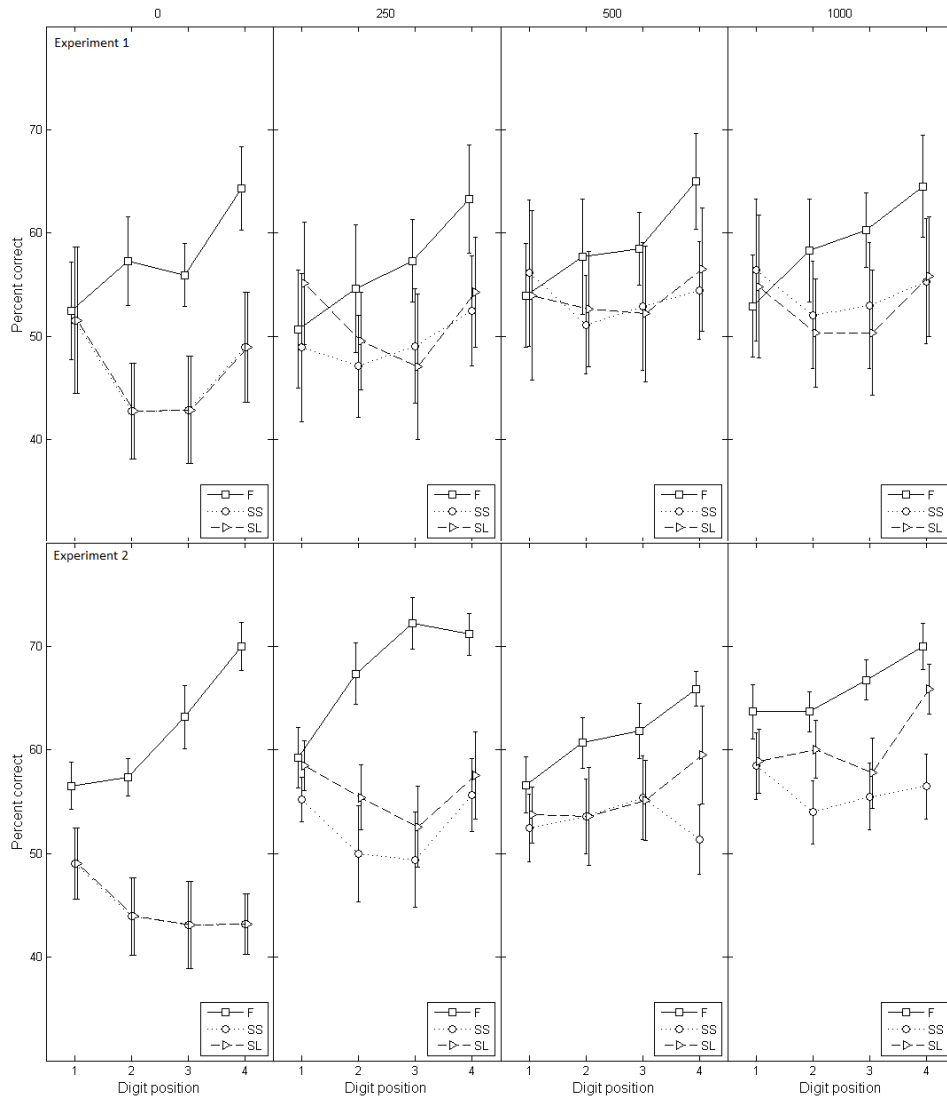 0 250 500 1000
Experiment 1
Percent correct
70
60
50
40
F
SS
SL
F
SS
SL
F
SS
SL
F
SS
SL
Experiment 2
Percent correct
70
60
50
40
F
SS
SL
F
SS
SL
F
SS
SL
F
SS
SL
1 2 3 4 1 2 3 4 1 2 3 4 1 2 3 4
Digit position Digit position Digit position Digit position